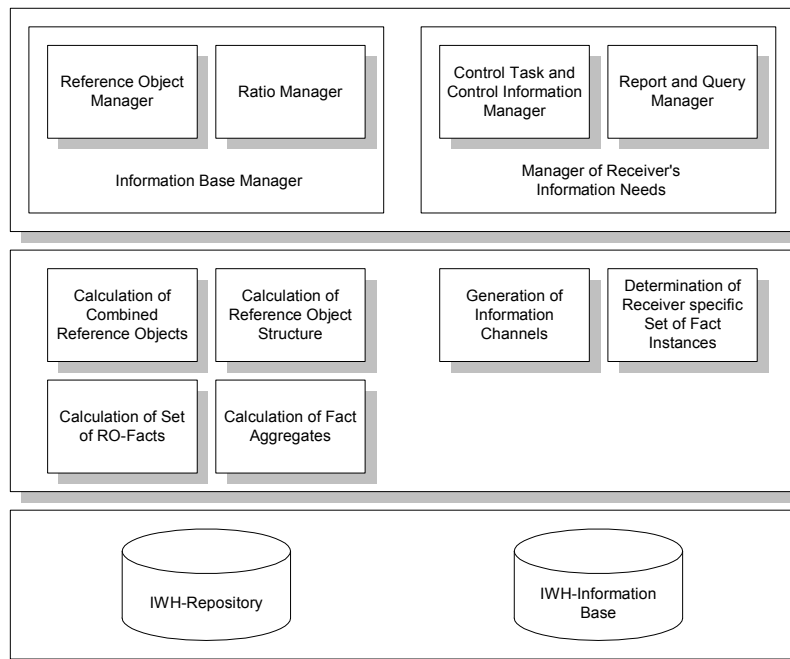 Reference Object
Manager
Ratio Manager
Information Base Manager
Control Task and
Control Information
Manager
Report and Query
Manager
Manager of Receiver's
Information Needs
Calculation of
Combined
Reference Objects
Calculation of
Reference Object
Structure
Generation of
Information
Channels
Determination of
Receiver specific
Set of Fact
Instances
Calculation of Set
of RO-Facts
Calculation of Fact
Aggregates
IWH-Repository
IWH-Information
Base